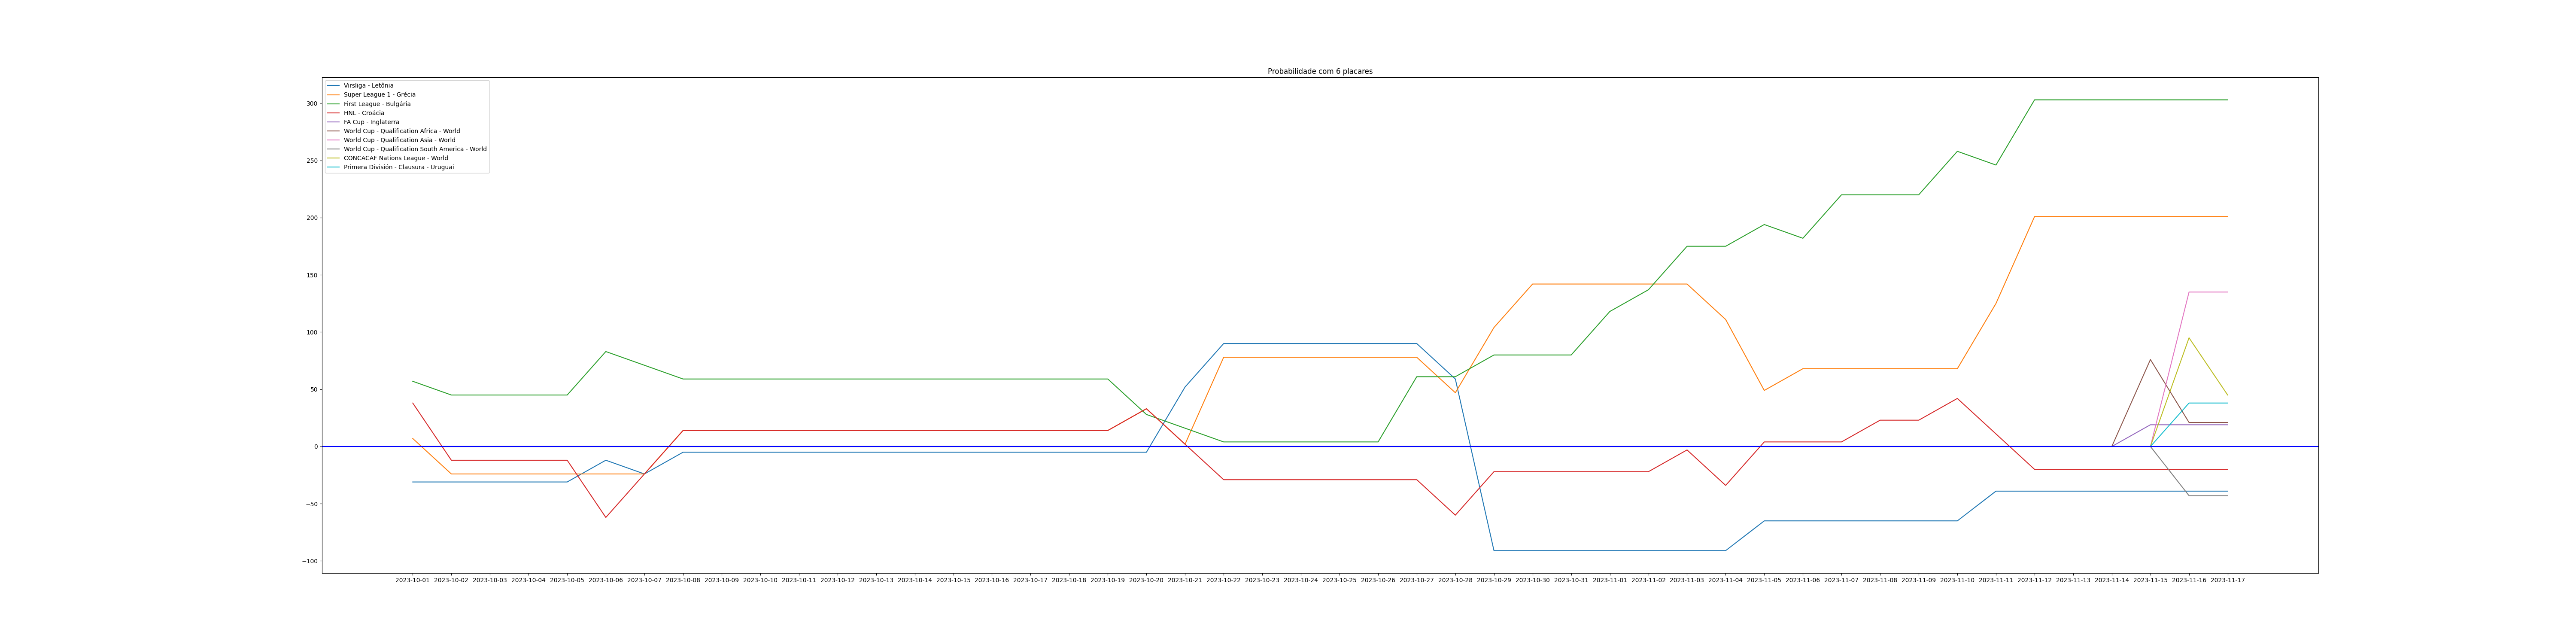 Probabilidade com 6 placares
Virsliga - Letônia
Super League 1 - Grécia
First League - Bulgária
HNL - Croácia
FA Cup - Inglaterra
World Cup - Qualification Africa - World
World Cup - Qualification Asia - World
World Cup - Qualification South America - World
CONCACAF Nations League - World
Primera División - Clausura - Uruguai
300
250
200
150
100
50
0
−50
−100
2023-10-01 2023-10-02 2023-10-03 2023-10-04 2023-10-05 2023-10-06 2023-10-07 2023-10-08 2023-10-09 2023-10-10 2023-10-11 2023-10-12 2023-10-13 2023-10-14 2023-10-15 2023-10-16 2023-10-17 2023-10-18 2023-10-19 2023-10-20 2023-10-21 2023-10-22 2023-10-23 2023-10-24 2023-10-25 2023-10-26 2023-10-27 2023-10-28 2023-10-29 2023-10-30 2023-10-31 2023-11-01 2023-11-02 2023-11-03 2023-11-04 2023-11-05 2023-11-06 2023-11-07 2023-11-08 2023-11-09 2023-11-10 2023-11-11 2023-11-12 2023-11-13 2023-11-14 2023-11-15 2023-11-16 2023-11-17